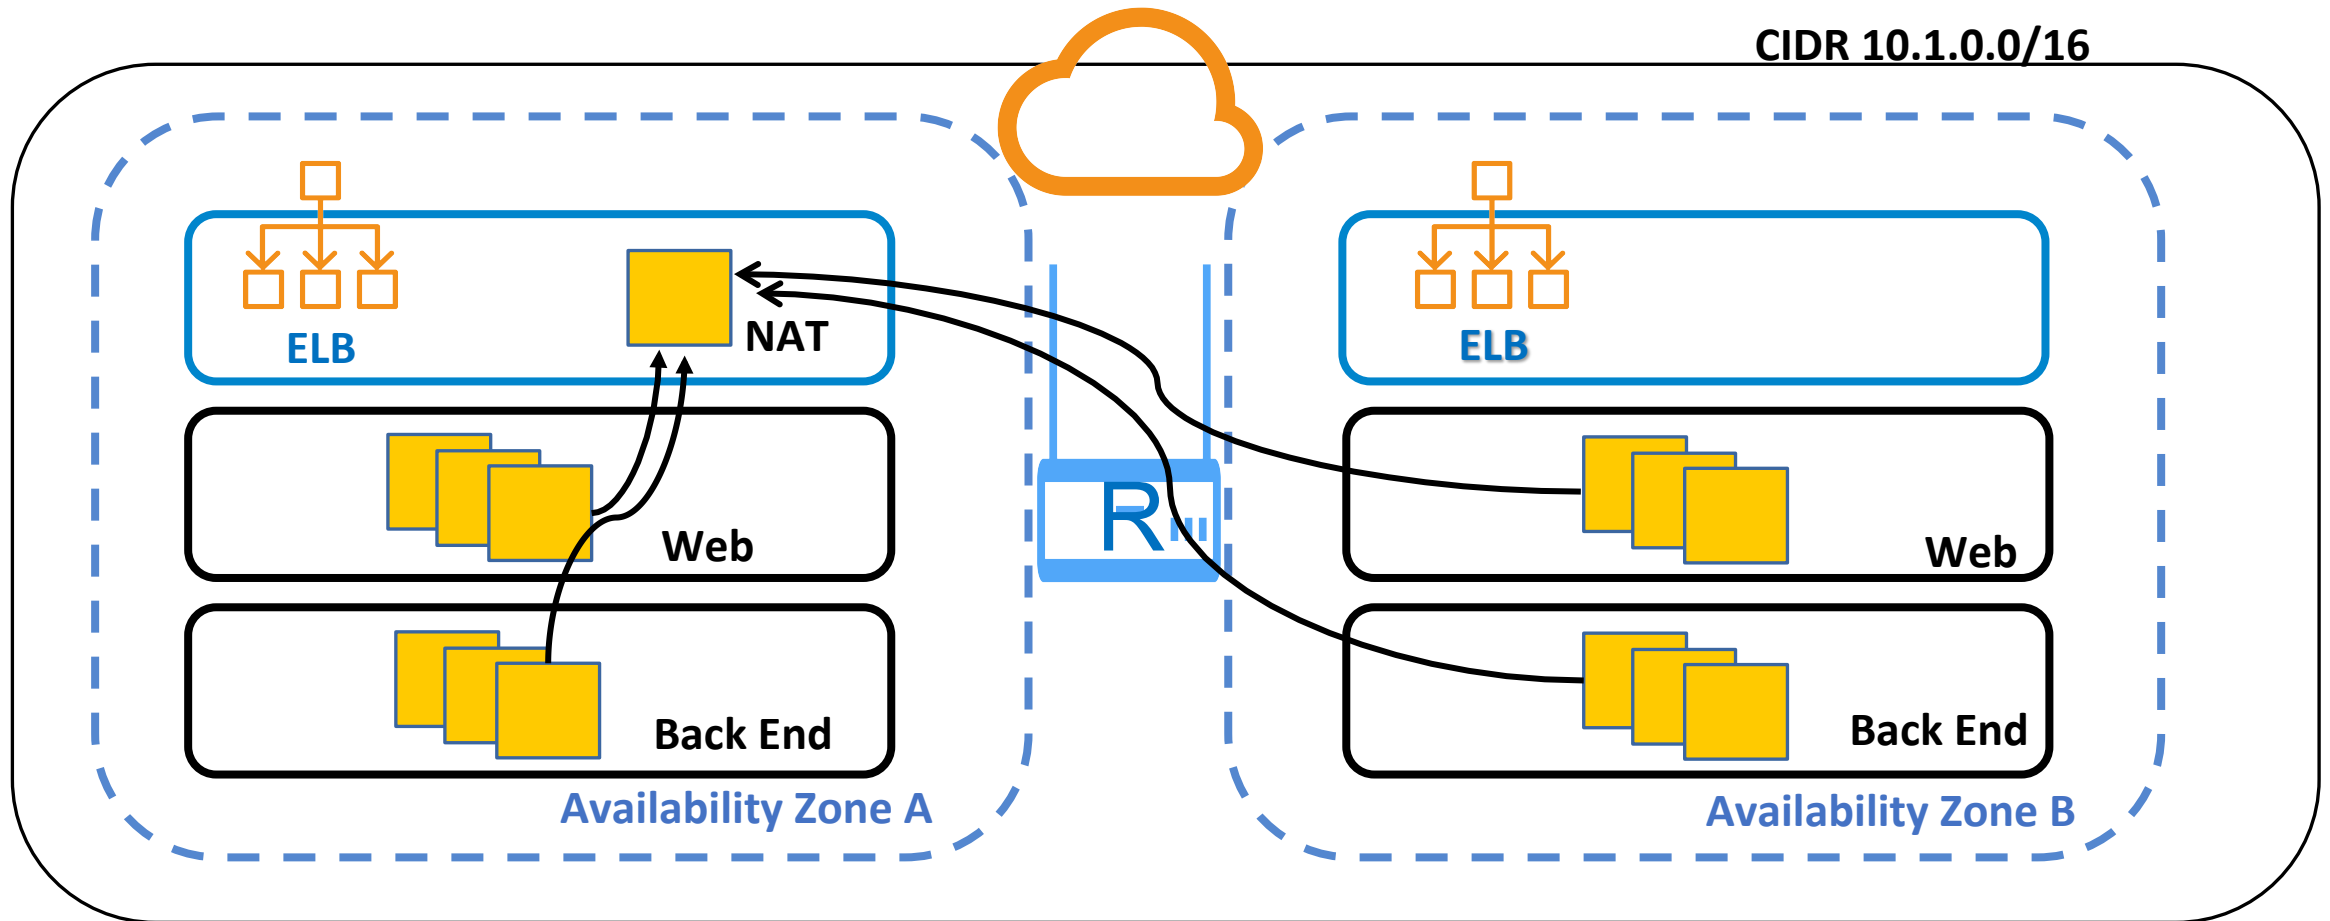 CIDR 10.1.0.0/16
ELB
NAT
Web
Back End
Availability Zone A
R
ELB
Web
Back End
Availability Zone B